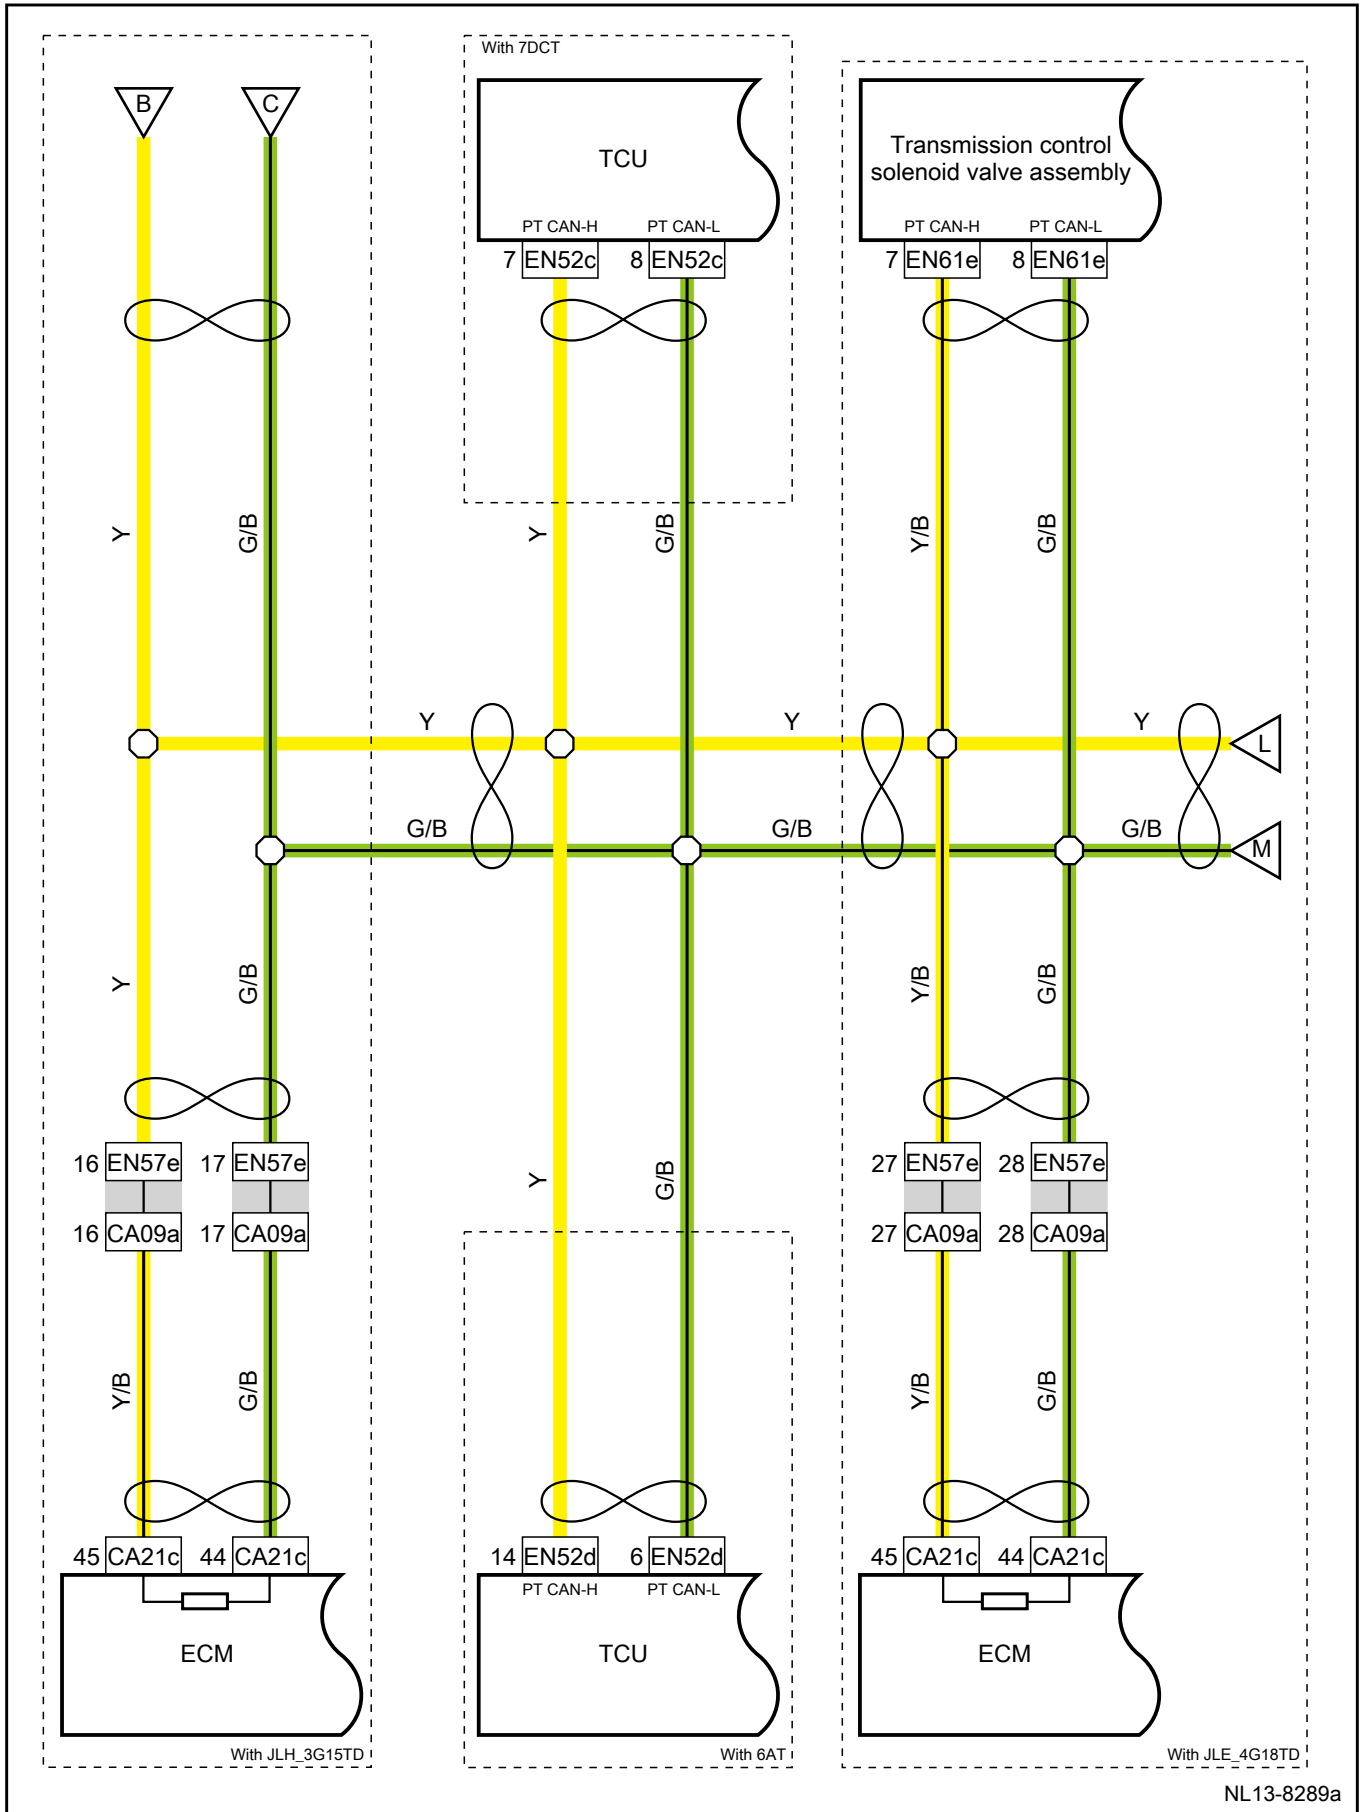 With 7DCT
B
C
TCU
PT CAN-H PT CAN-L
7 EN52c 8 EN52c
Transmission control
solenoid valve assembly
PT CAN-H PT CAN-L
7 EN61e 8 EN61e
Y G/B Y G/B Y/B G/B
Y Y Y L
G/B G/B G/B M
Y G/B Y/B G/B
16 EN57e 17 EN57e
27 EN57e 28 EN57e
Y G/B
16 CA09a 17 CA09a
27 CA09a 28 CA09a
Y/B G/B Y/B G/B
45 CA21c 44 CA21c
14 EN52d 6 EN52d
45 CA21c 44 CA21c
PT CAN-H PT CAN-L
ECM
TCU
ECM
With JLH_3G15TD
With 6AT
With JLE_4G18TD
NL13-8289a